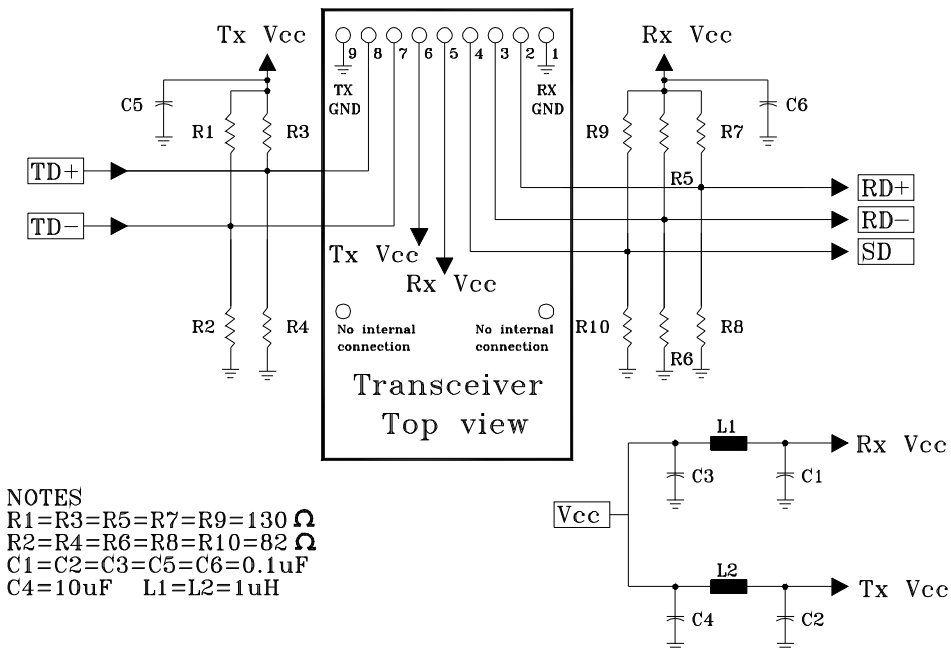 Tx Vcc
Rx Vcc
9 8 7 6 5 4 3 2 1
TX
GND
RX
GND
C5
R1
R3
R9
R7
C6
TD+
R5
RD+
TD-
RD-
Tx Vcc
SD
Rx Vcc
R2
R4
No internal
connection
No internal
connection
R10
R8
R6
Transceiver
Top view
L1
Rx Vcc
C3
C1
Vcc
L2
Tx Vcc
C4
C2
NOTES
R1=R3=R5=R7=R9=130 Ω
R2=R4=R6=R8=R10=82 Ω
C1=C2=C3=C5=C6=0.1uF
C4=10uF L1=L2=1uH